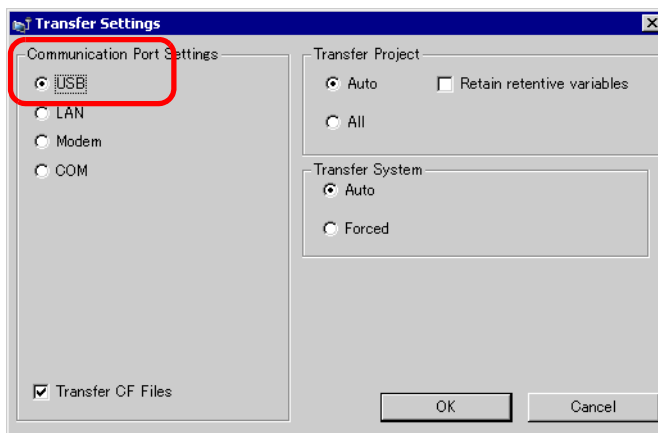 Transfer Settings
Communication Port Settings
USB
LAN
Modem
COM
Transfer CF Files
Transfer Project
Auto
Retain retentive variables
All
Transfer System
Auto
Forced
OK
Cancel